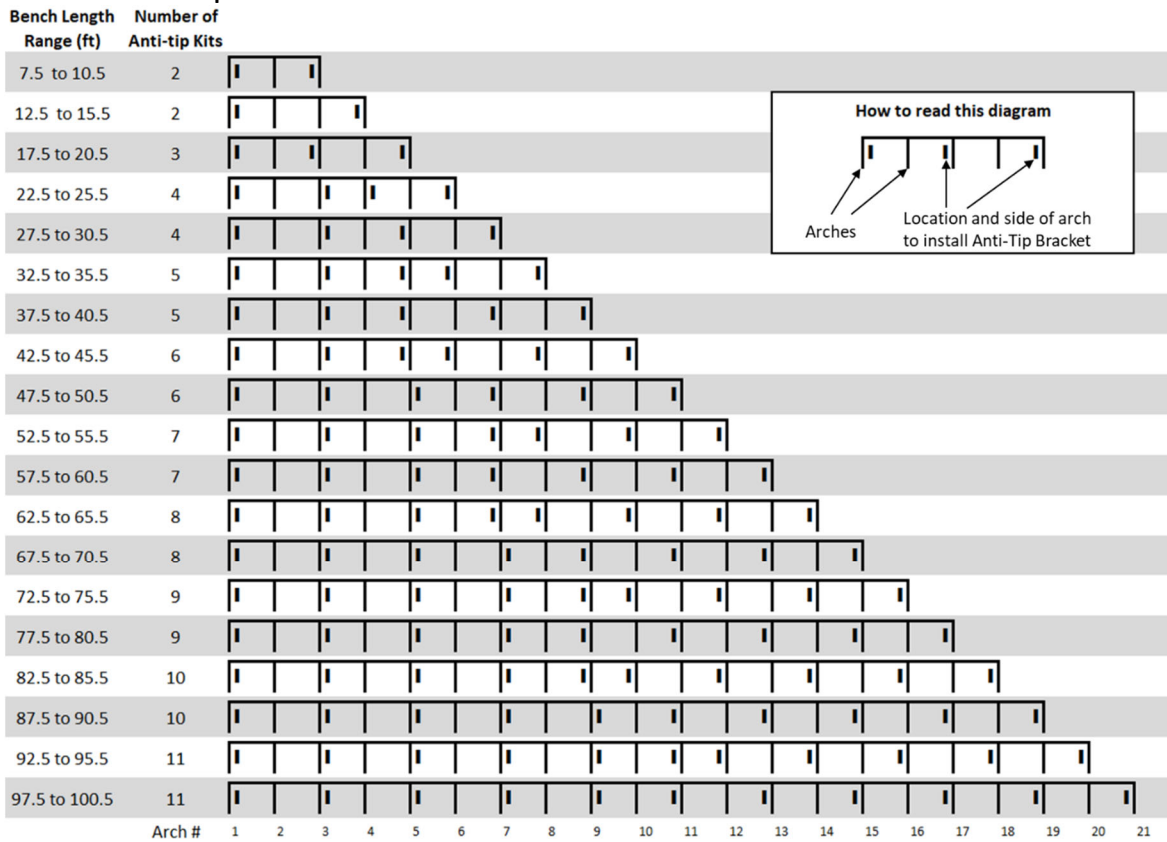 Bench Length Number of
Range (ft) Anti-tip Kits
7.5 to 10.5 2
12.5 to 15.5 2
17.5 to 20.5 3
22.5 to 25.5 4
27.5 to 30.5 4
32.5 to 35.5 5
37.5 to 40.5 5
42.5 to 45.5 6
47.5 to 50.5 6
52.5 to 55.5 7
57.5 to 60.5 7
62.5 to 65.5 8
67.5 to 70.5 8
72.5 to 75.5 9
77.5 to 80.5 9
82.5 to 85.5 10
87.5 to 90.5 10
92.5 to 95.5 11
97.5 to 100.5 11
Arch # 1 2 3 4 5 6 7 8 9 10 11 12 13 14 15 16 17 18 19 20 21
How to read this diagram
Arches
Location and side of arch
to install Anti-Tip Bracket